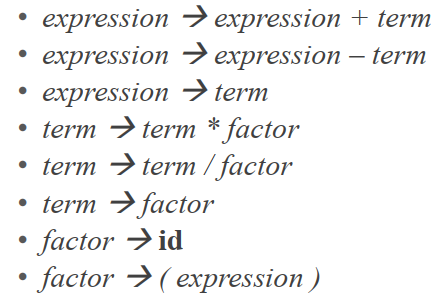 • expression → expression + term
• expression → expression – term
• expression → term
• term → term * factor
• term → term / factor
• term → factor
• factor → id
• factor → ( expression )